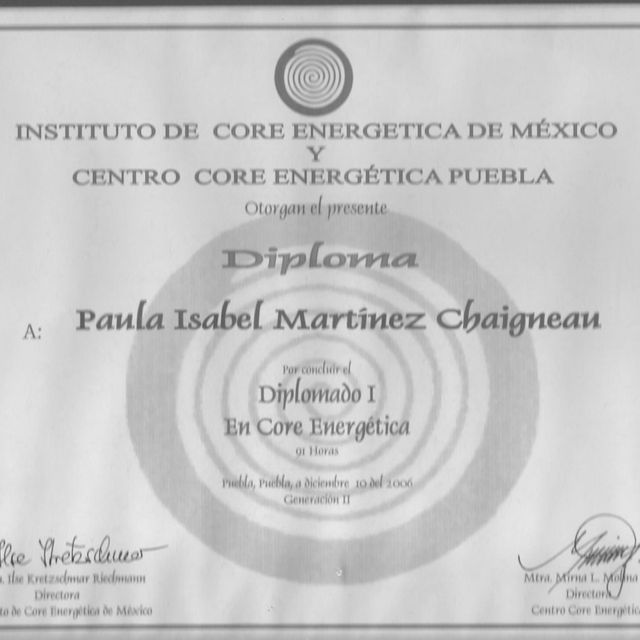 INSTITUTO DE CORE ENERGETICA DE MÉXICO
Y
CENTRO CORE ENERGÉTICA PUEBLA
Otorgan el presente
Diploma
A: Paula Isabel Martínez Chaigneau
Por concluir el
Diplomado I
En Core Energética
91 Horas
Puebla, Puebla, a diciembre 10 del 2006
Generación II
Ilse Kretzschmar Riedmann
Directora
de Core Energética de México
Mtra. Mirna L. Molina
Directora
Centro Core Energética